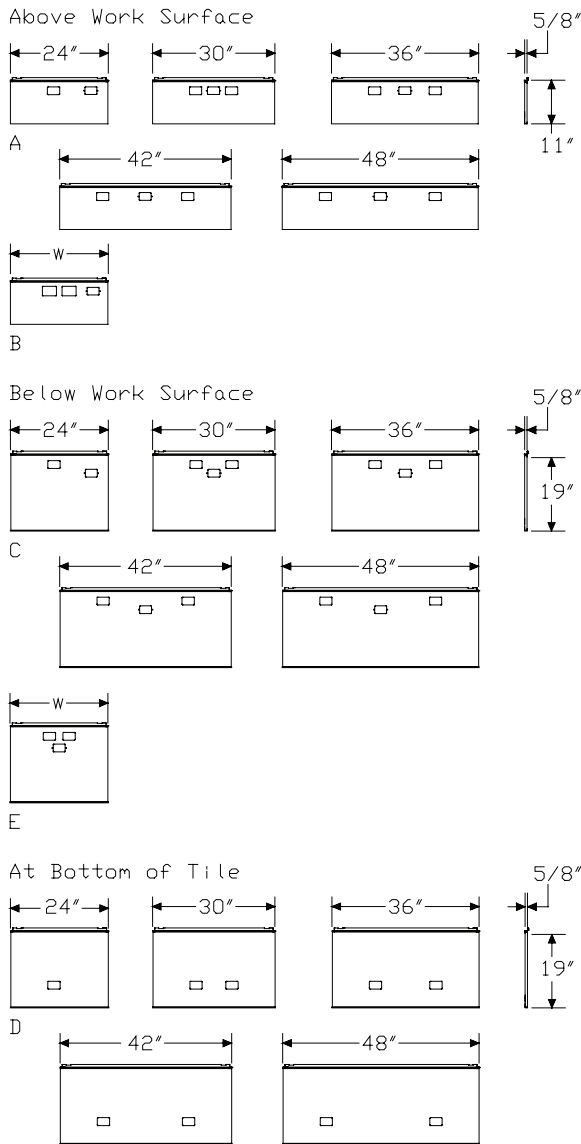 Above Work Surface
24" 30" 36" 5/8"
11"
A
42" 48"
W
B
Below Work Surface
24" 30" 36" 5/8"
19"
C
42" 48"
W
E
At Bottom of Tile
24" 30" 36" 5/8"
19"
D
42" 48"